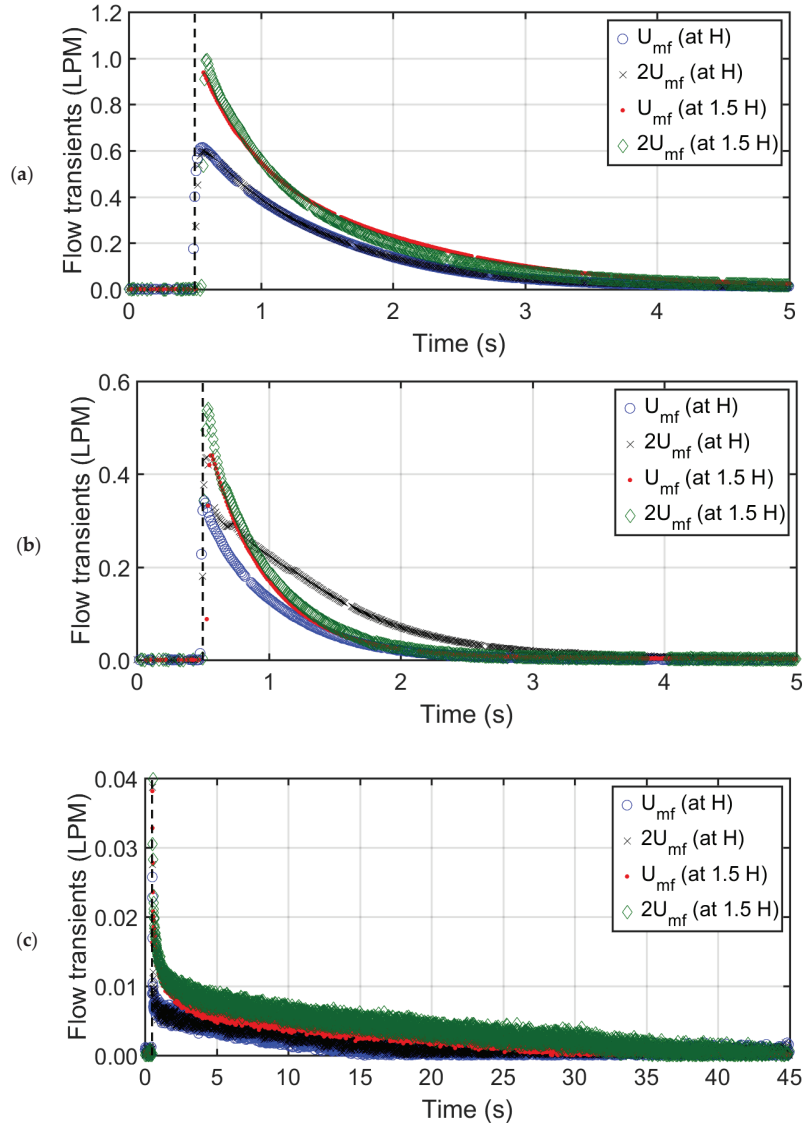 (a)
Flow transients (LPM)
1.2
1.0
0.8
0.6
0.4
0.2
0.0
0 1 2 3 4 5
Time (s)
Umf (at H)
2Umf (at H)
Umf (at 1.5 H)
2Umf (at 1.5 H)
(b)
Flow transients (LPM)
0.6
0.4
0.2
0.0
0 1 2 3 4 5
Time (s)
Umf (at H)
2Umf (at H)
Umf (at 1.5 H)
2Umf (at 1.5 H)
(c)
Flow transients (LPM)
0.04
0.03
0.02
0.01
0.00
0 5 10 15 20 25 30 35 40 45
Time (s)
Umf (at H)
2Umf (at H)
Umf (at 1.5 H)
2Umf (at 1.5 H)